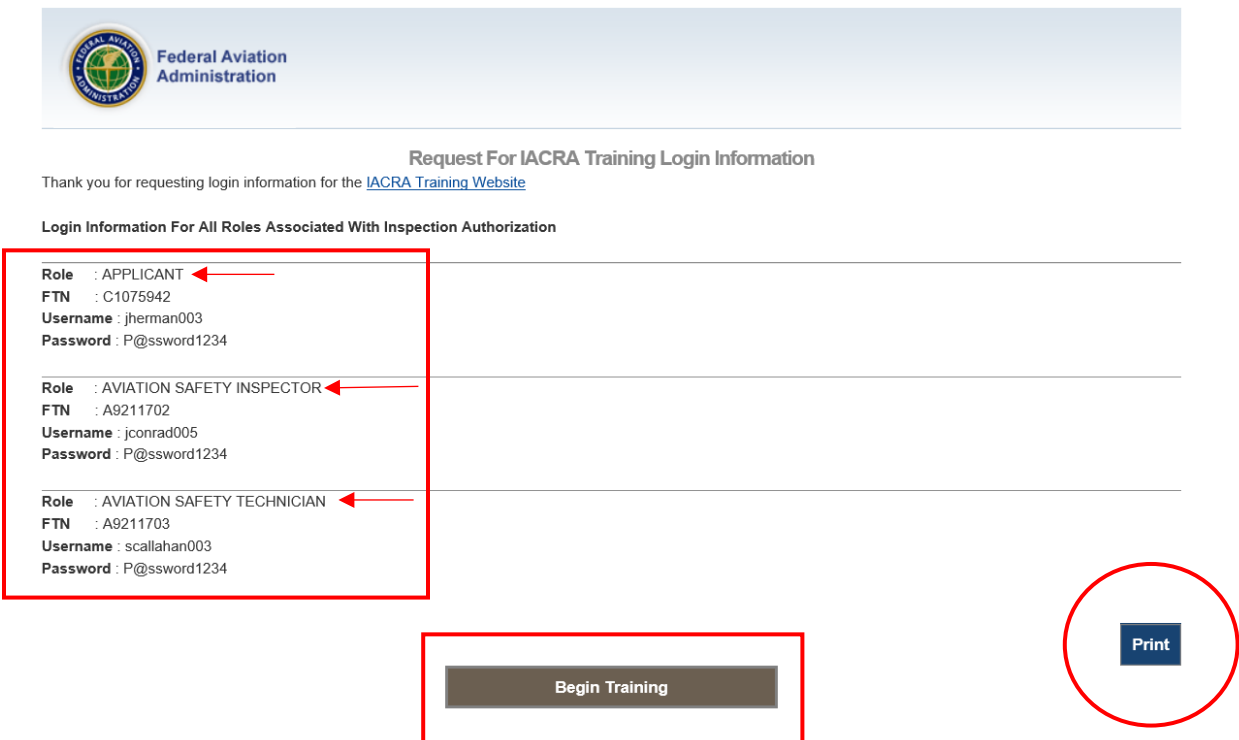 FEDERAL AVIATION
ADMINISTRATION
Federal Aviation
Administration
Request For IACRA Training Login Information
Thank you for requesting login information for the IACRA Training Website
Login Information For All Roles Associated With Inspection Authorization
Role : APPLICANT
FTN : C1075942
Username : jherman003
Password : P@ssword1234
Role : AVIATION SAFETY INSPECTOR
FTN : A9211702
Username : jconrad005
Password : P@ssword1234
Role : AVIATION SAFETY TECHNICIAN
FTN : A9211703
Username : scallahan003
Password : P@ssword1234
Print
Begin Training